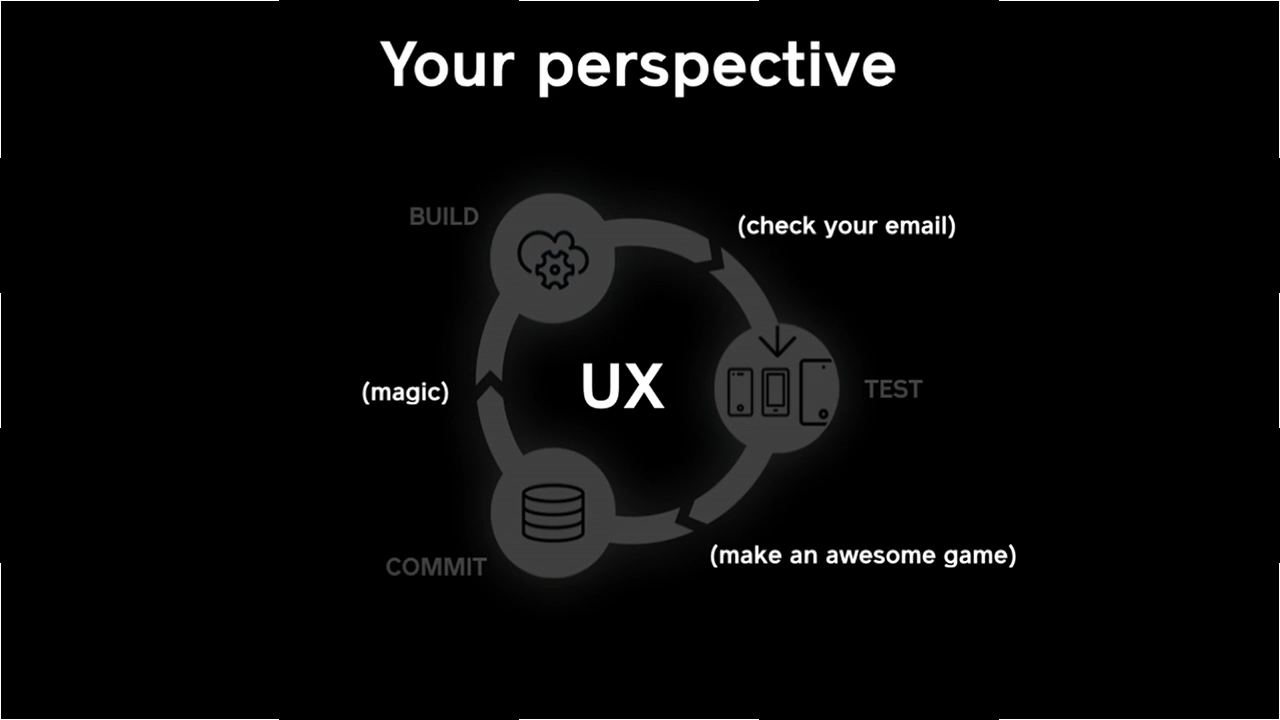 Your perspective
BUILD
(check your email)
(magic)
UX
TEST
COMMIT
(make an awesome game)